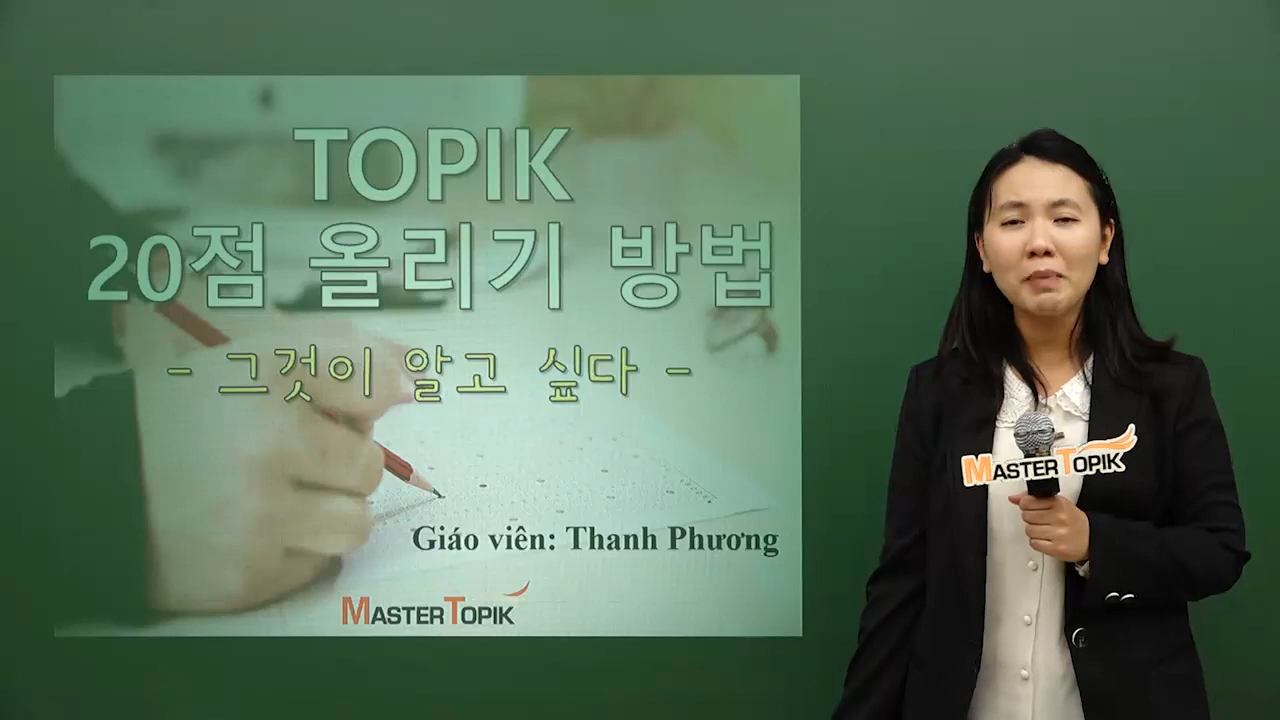 TOPIK
20점 올리기 방법
- 그것이 알고 싶다 -
Giáo viên: Thanh Phương
MASTER TOPIK
MASTER TOPIK